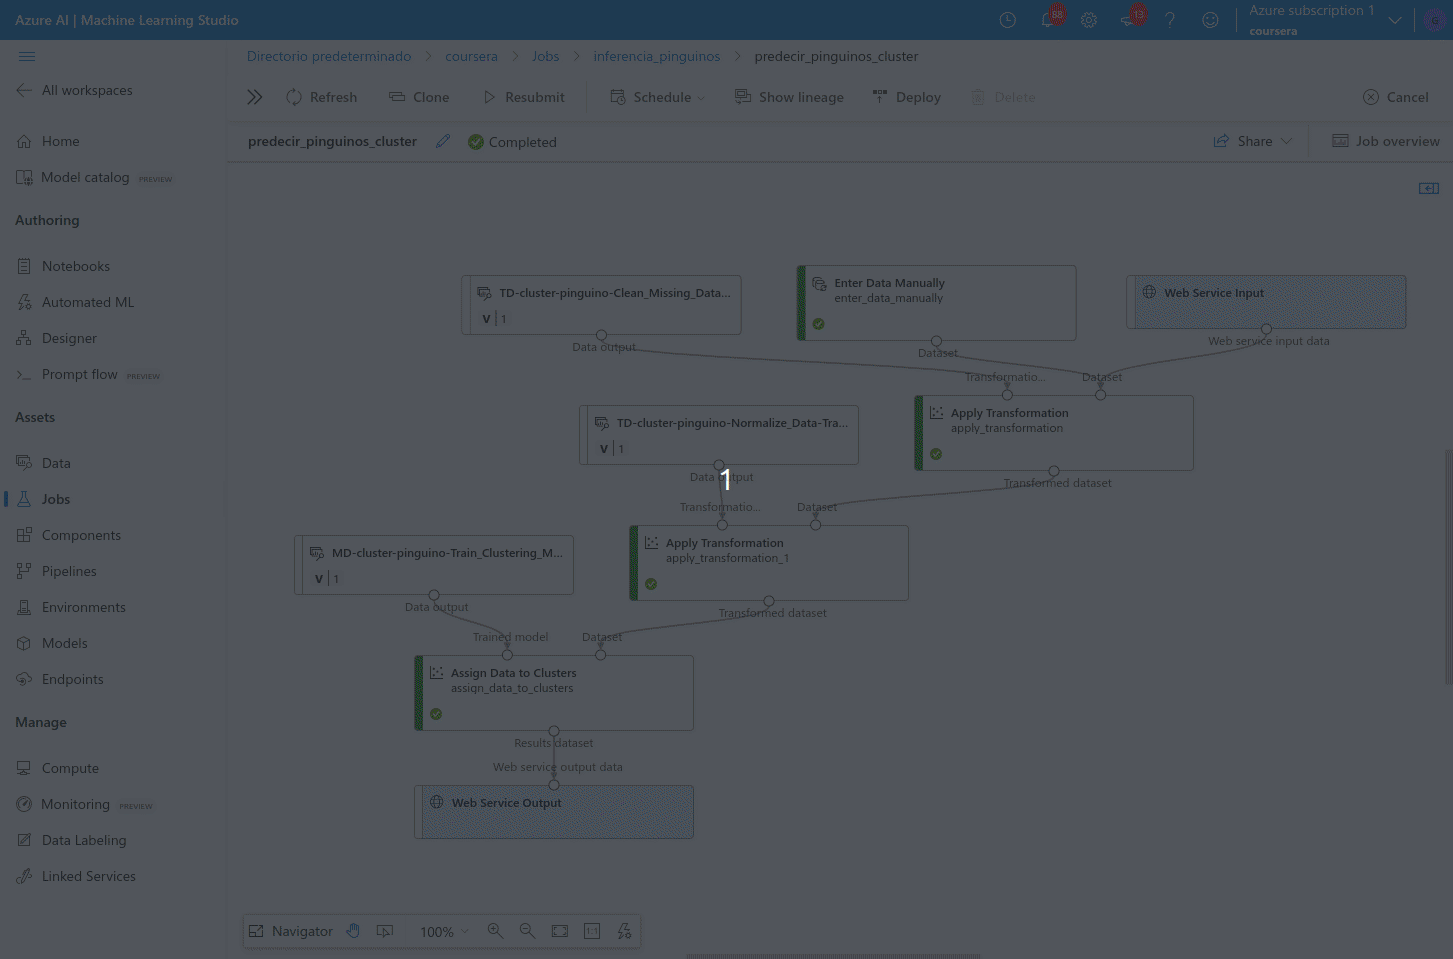 Azure AI | Machine Learning Studio
68
13
Azure subscription 1
coursera
G
All workspaces
Home
Model catalog PREVIEW
Authoring
Notebooks
Automated ML
Designer
Prompt flow PREVIEW
Assets
Data
Jobs
Components
Pipelines
Environments
Models
Endpoints
Manage
Compute
Monitoring PREVIEW
Data Labeling
Linked Services
Directorio predeterminado > coursera > Jobs > inferencia_pinguinos > predecir_pinguinos_cluster
Refresh Clone Resubmit Schedule Show lineage Deploy Delete Cancel
predecir_pinguinos_cluster Completed Share Job overview
TD-cluster-pinguino-Clean_Missing_Data...
V | 1
Data output
Enter Data Manually
enter_data_manually
Dataset
Web Service Input
Web service input data
Transformatio... Dataset
Apply Transformation
apply_transformation
Transformed dataset
TD-cluster-pinguino-Normalize_Data-Tra...
V | 1
Data output
1
Transformatio... Dataset
Apply Transformation
apply_transformation_1
Transformed dataset
MD-cluster-pinguino-Train_Clustering_M...
V | 1
Data output
Trained model Dataset
Assign Data to Clusters
assign_data_to_clusters
Results dataset
Web service output data
Web Service Output
Navigator 100% 1:1